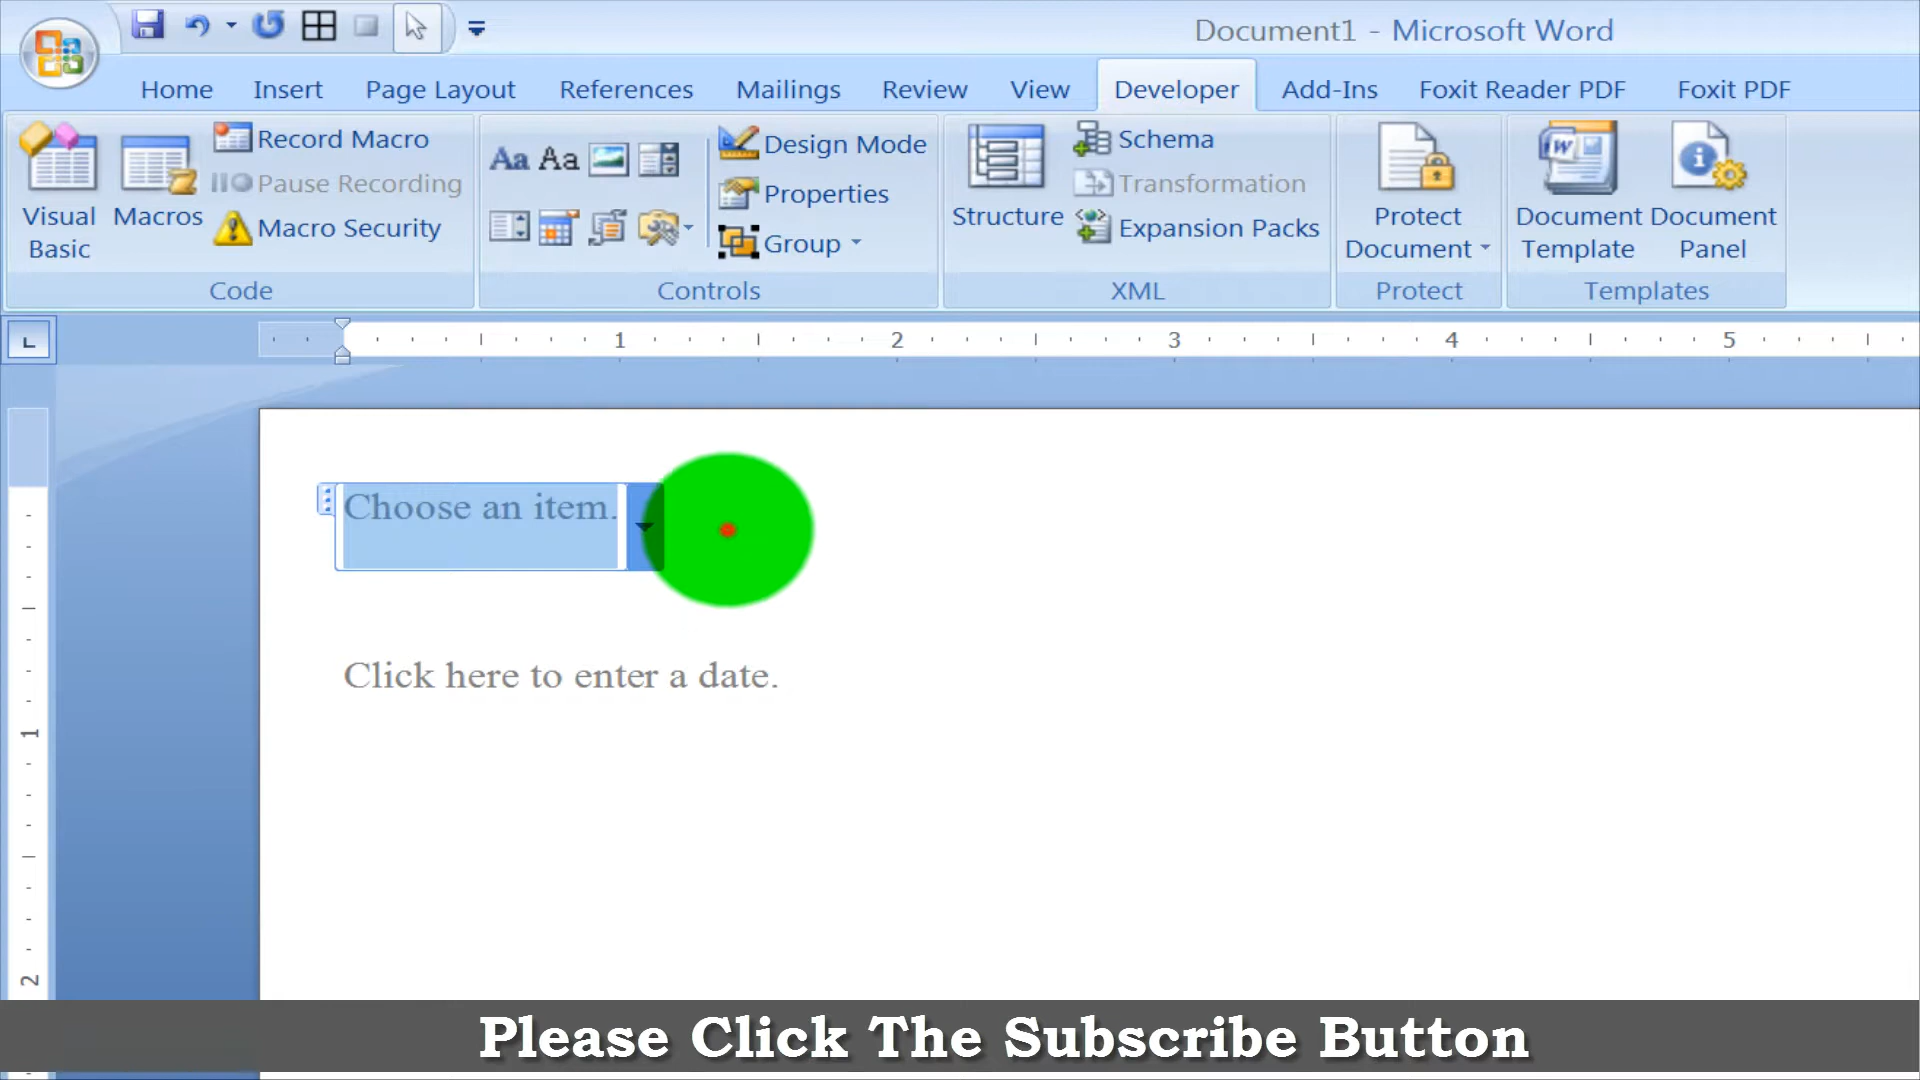 Document1 - Microsoft Word
Home Insert Page Layout References Mailings Review View Developer Add-Ins Foxit Reader PDF Foxit PDF
Visual Basic
Macros
Record Macro
Pause Recording
Macro Security
Code
Aa Aa
Design Mode
Properties
Group
Controls
Structure
Schema
Transformation
Expansion Packs
XML
Protect Document
Protect
Document Template
Document Panel
Templates
L
1 2 3 4 5
Choose an item.
Click here to enter a date.
1
2
Please Click The Subscribe Button